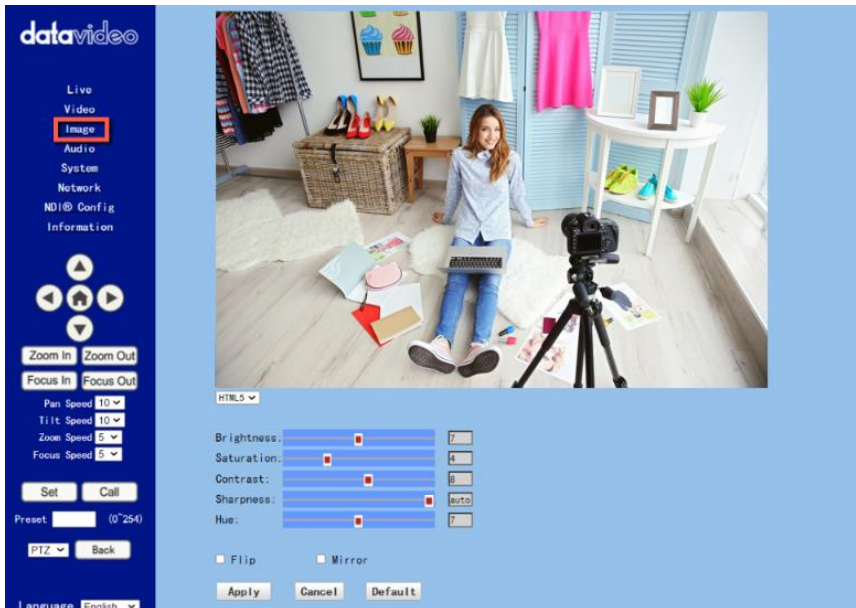 datavideo
Live
Video
Image
Audio
System
Network
NDI® Config
Information
Zoom In Zoom Out
Focus In Focus Out
Pan Speed 10
Tilt Speed 10
Zoom Speed 5
Focus Speed 5
Set Call
Preset (0~254)
PTZ Back
Language English
HTML5
Brightness: 7
Saturation: 4
Contrast: 8
Sharpness: auto
Hue: 7
Flip Mirror
Apply Cancel Default